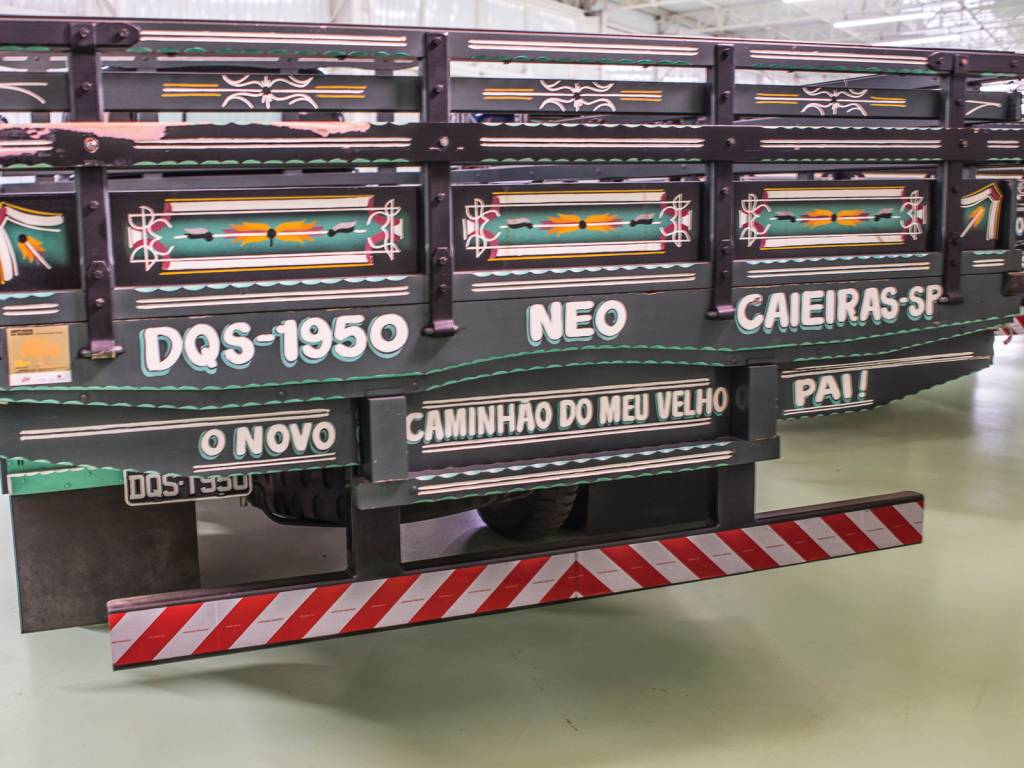 DQS-1950 NEO CAIEIRAS-SP
O NOVO CAMINHÃO DO MEU VELHO PAI!
DQS-1950